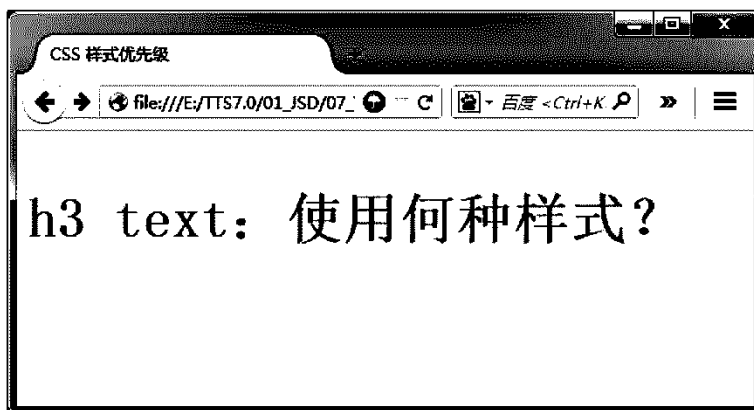 CSS 样式优先级
file:///E:/TTS7.0/01_JSD/07_
百度 <Ctrl+K
h3 text：使用何种样式？